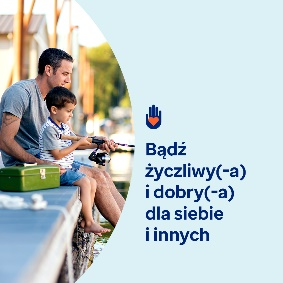 Bądź
życzliwy(-a)
i dobry(-a)
dla siebie
i innych